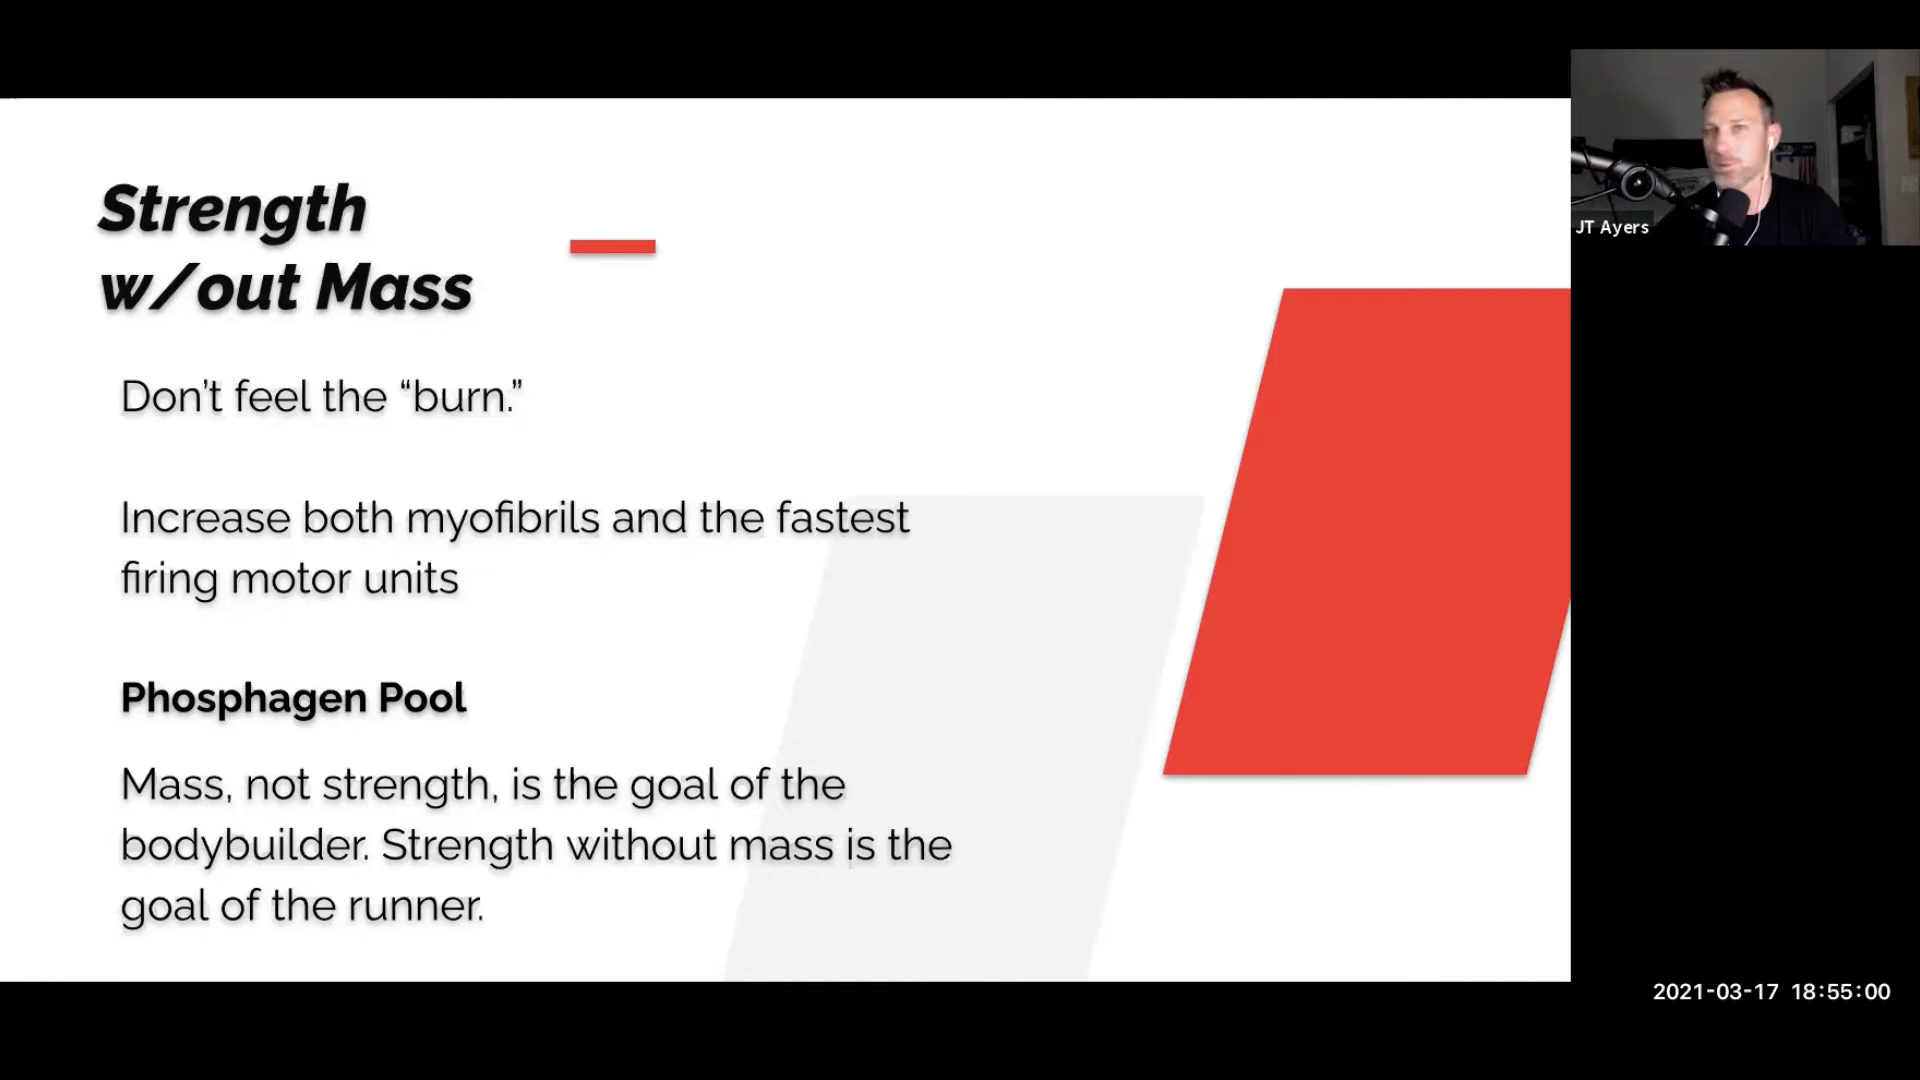 Strength
w/out Mass
Don’t feel the “burn.”
Increase both myofibrils and the fastest
firing motor units
Phosphagen Pool
Mass, not strength, is the goal of the
bodybuilder. Strength without mass is the
goal of the runner.
JT Ayers
2021-03-17 18:55:00